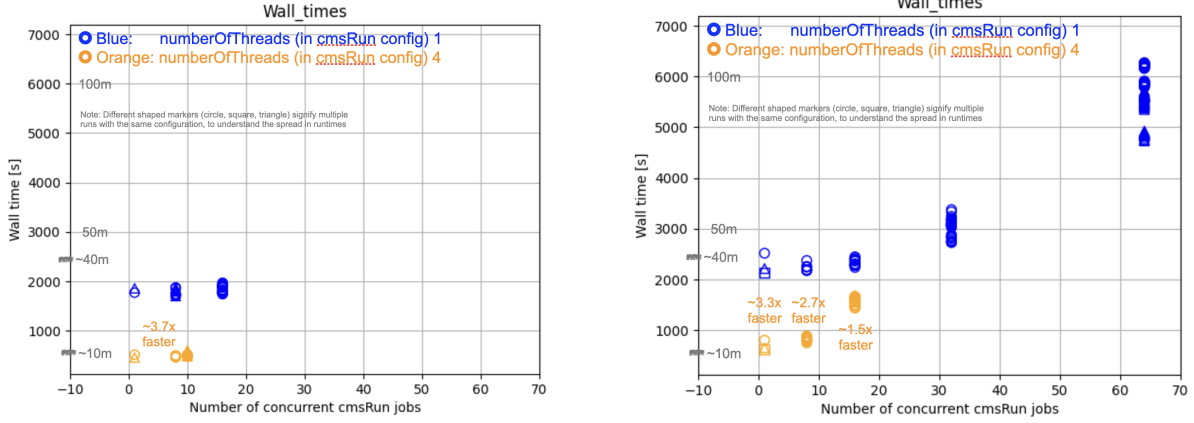 Wall_times
7000
Blue: numberOfThreads (in cmsRun config) 1
Orange: numberOfThreads (in cmsRun config) 4
6000
100m
Note: Different shaped markers (circle, square, triangle) signify multiple
runs with the same configuration, to understand the spread in runtimes
5000
4000
3000
50m
~40m
2000
1000
~3.7x
faster
~10m
Wall time [s]
−10
0
10
20
30
40
50
60
70
Number of concurrent cmsRun jobs
Wall_times
7000
Blue: numberOfThreads (in cmsRun config) 1
Orange: numberOfThreads (in cmsRun config) 4
6000
100m
Note: Different shaped markers (circle, square, triangle) signify multiple
runs with the same configuration, to understand the spread in runtimes
5000
4000
3000
50m
~40m
2000
~3.3x
faster
~2.7x
faster
~1.5x
faster
1000
~10m
Wall time [s]
−10
0
10
20
30
40
50
60
70
Number of concurrent cmsRun jobs